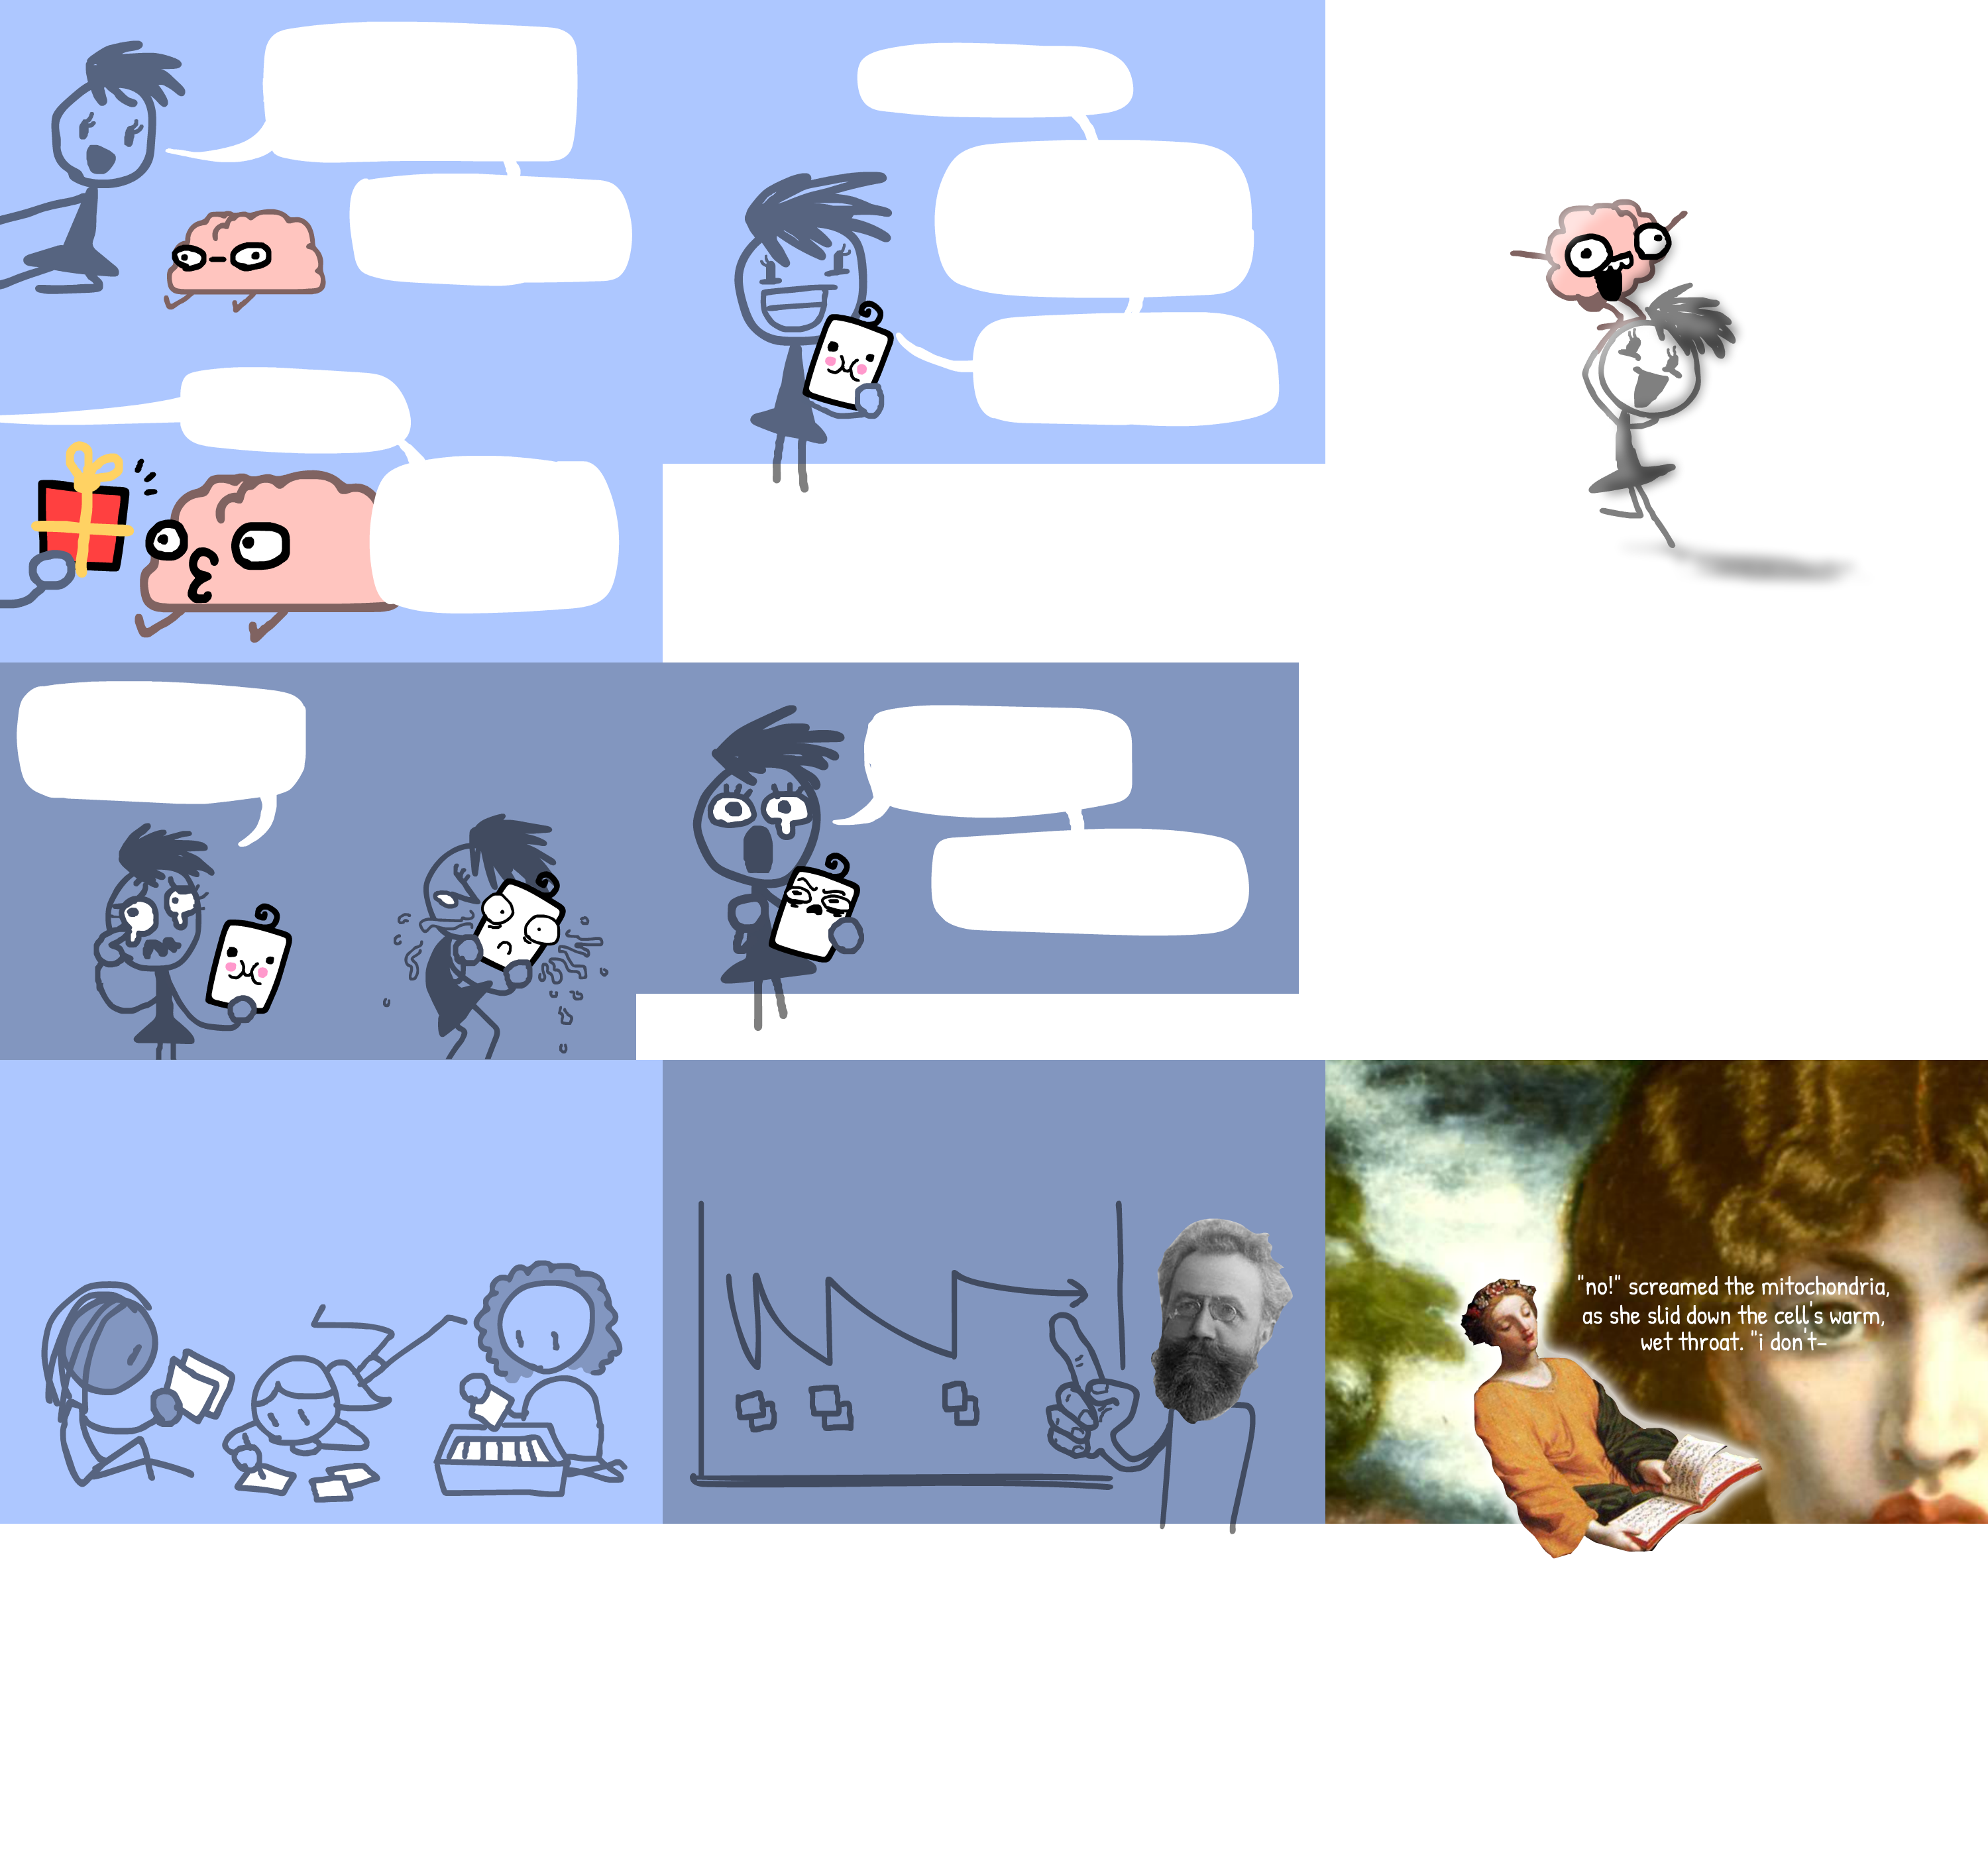 "no!" screamed the mitochondria,
as she slid down the cell's warm,
wet throat. "i don't—